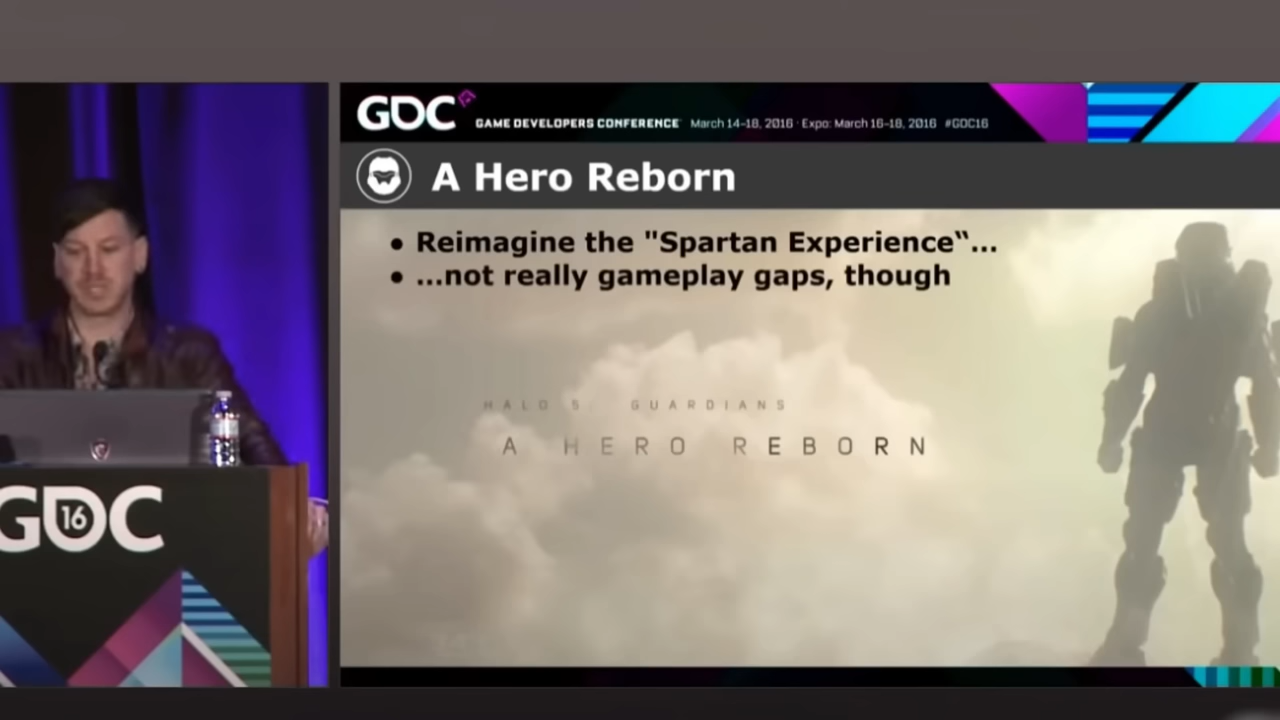 GDC
GAME DEVELOPERS CONFERENCE March 14-18, 2016 · Expo: March 16-18, 2016 #GDC16
A Hero Reborn
• Reimagine the "Spartan Experience“...
• ...not really gameplay gaps, though
HALO 5 GUARDIANS
A HERO REBORN
GDC
16